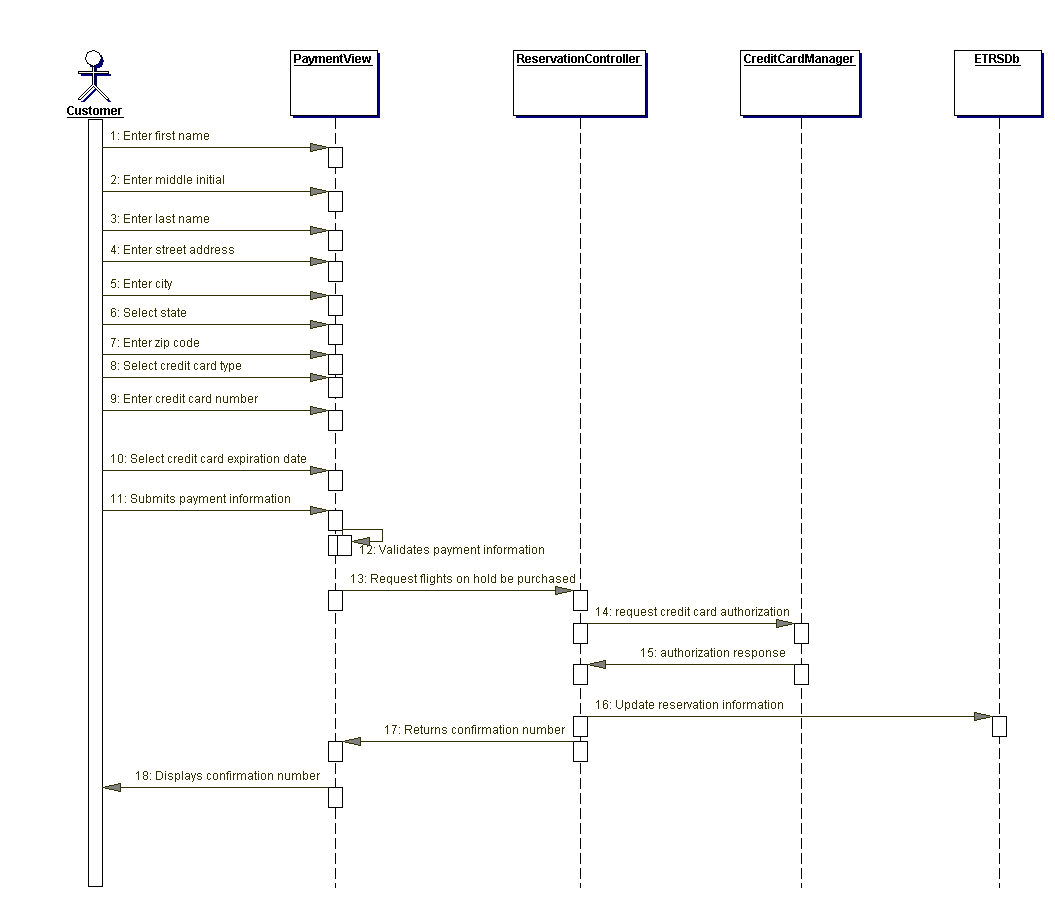 PaymentView
ReservationController
CreditCardManager
ETRSDb
Customer
1: Enter first name
2: Enter middle initial
3: Enter last name
4: Enter street address
5: Enter city
6: Select state
7: Enter zip code
8: Select credit card type
9: Enter credit card number
10: Select credit card expiration date
11: Submits payment information
12: Validates payment information
13: Request flights on hold be purchased
14: request credit card authorization
15: authorization response
16: Update reservation information
17: Returns confirmation number
18: Displays confirmation number